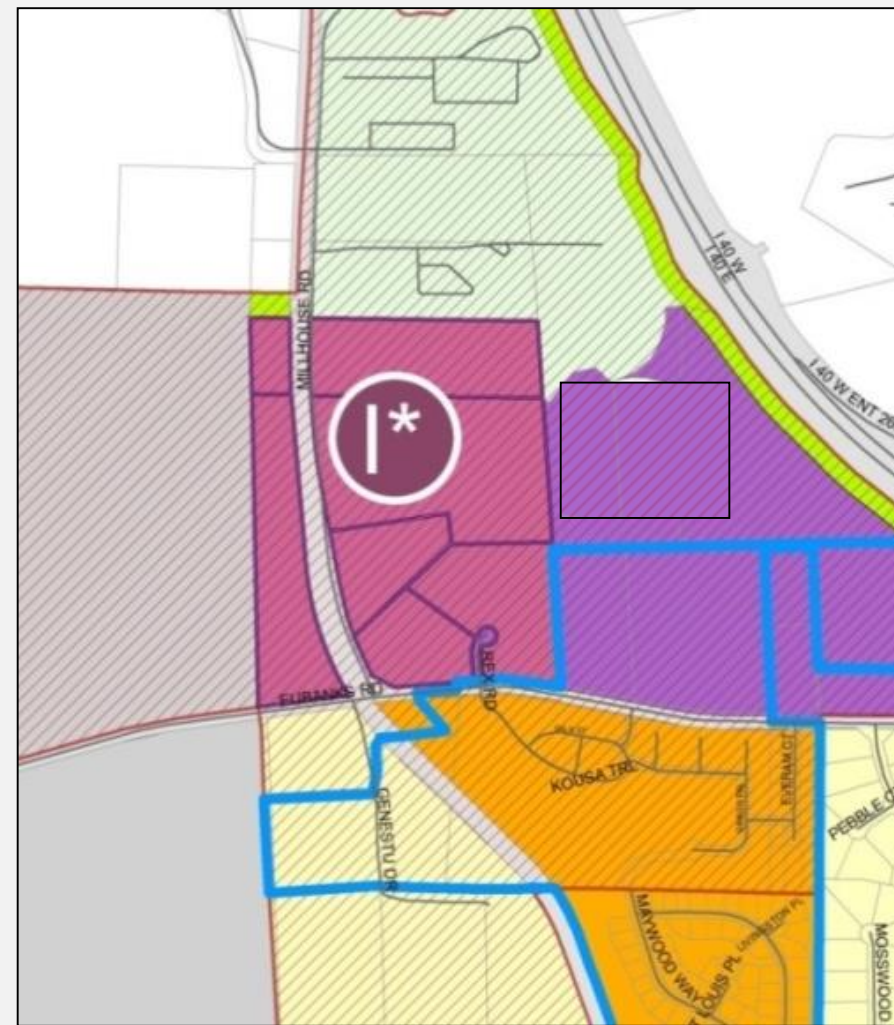 I 40 W
I 40 E
I 40 W ENT 26
MILLHOUSE RD
I*
REX RD
EUBANKS RD
KOUSA TRL
EVERAM CT
PEBBLE
GENESTU DR
MAYWOOD WAY
LIVINGSTON PL
LOUIS PL
MOSSWOOD